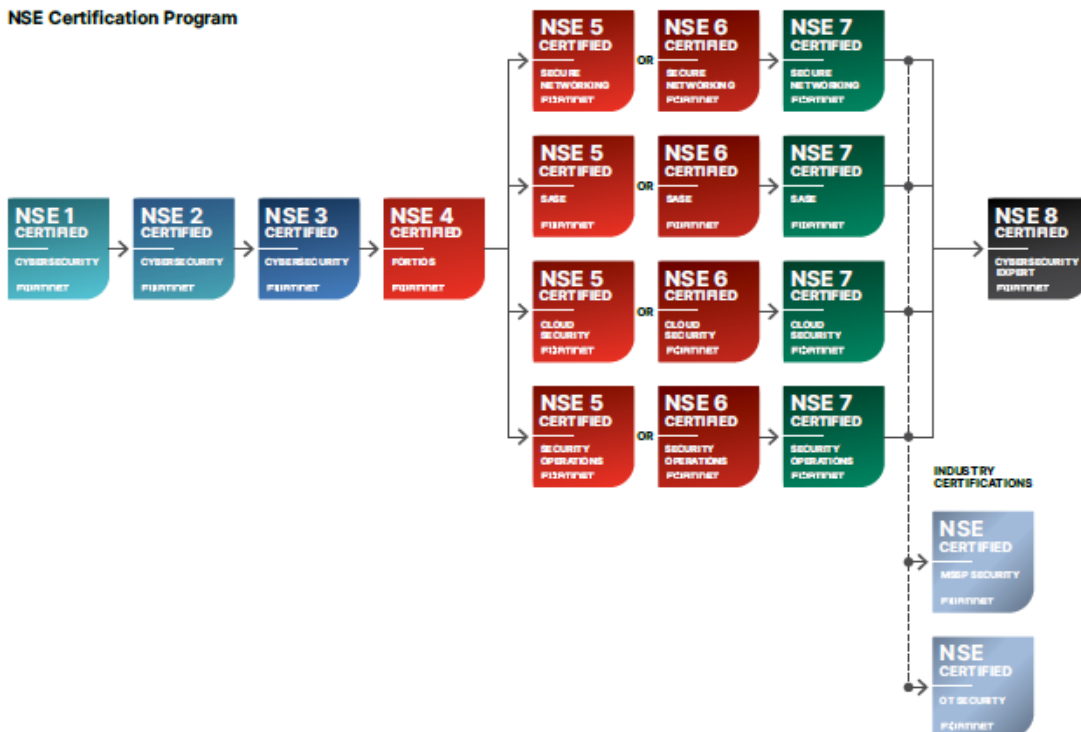 NSE Certification Program
NSE 5
CERTIFIED
SECURE
NETWORKING
FORTINET
OR
NSE 6
CERTIFIED
SECURE
NETWORKING
FORTINET
NSE 7
CERTIFIED
SECURE
NETWORKING
FORTINET
NSE 5
CERTIFIED
SASE
FORTINET
OR
NSE 6
CERTIFIED
SASE
FORTINET
NSE 7
CERTIFIED
SASE
FORTINET
NSE 1
CERTIFIED
CYBERSECURITY
FORTINET
NSE 2
CERTIFIED
CYBERSECURITY
FORTINET
NSE 3
CERTIFIED
CYBERSECURITY
FORTINET
NSE 4
CERTIFIED
FORTIOS
FORTINET
NSE 8
CERTIFIED
CYBERSECURITY
EXPERT
FORTINET
NSE 5
CERTIFIED
CLOUD
SECURITY
FORTINET
OR
NSE 6
CERTIFIED
CLOUD
SECURITY
FORTINET
NSE 7
CERTIFIED
CLOUD
SECURITY
FORTINET
NSE 5
CERTIFIED
SECURITY
OPERATIONS
FORTINET
OR
NSE 6
CERTIFIED
SECURITY
OPERATIONS
FORTINET
NSE 7
CERTIFIED
SECURITY
OPERATIONS
FORTINET
INDUSTRY
CERTIFICATIONS
NSE
CERTIFIED
MSSP SECURITY
FORTINET
NSE
CERTIFIED
OT SECURITY
FORTINET